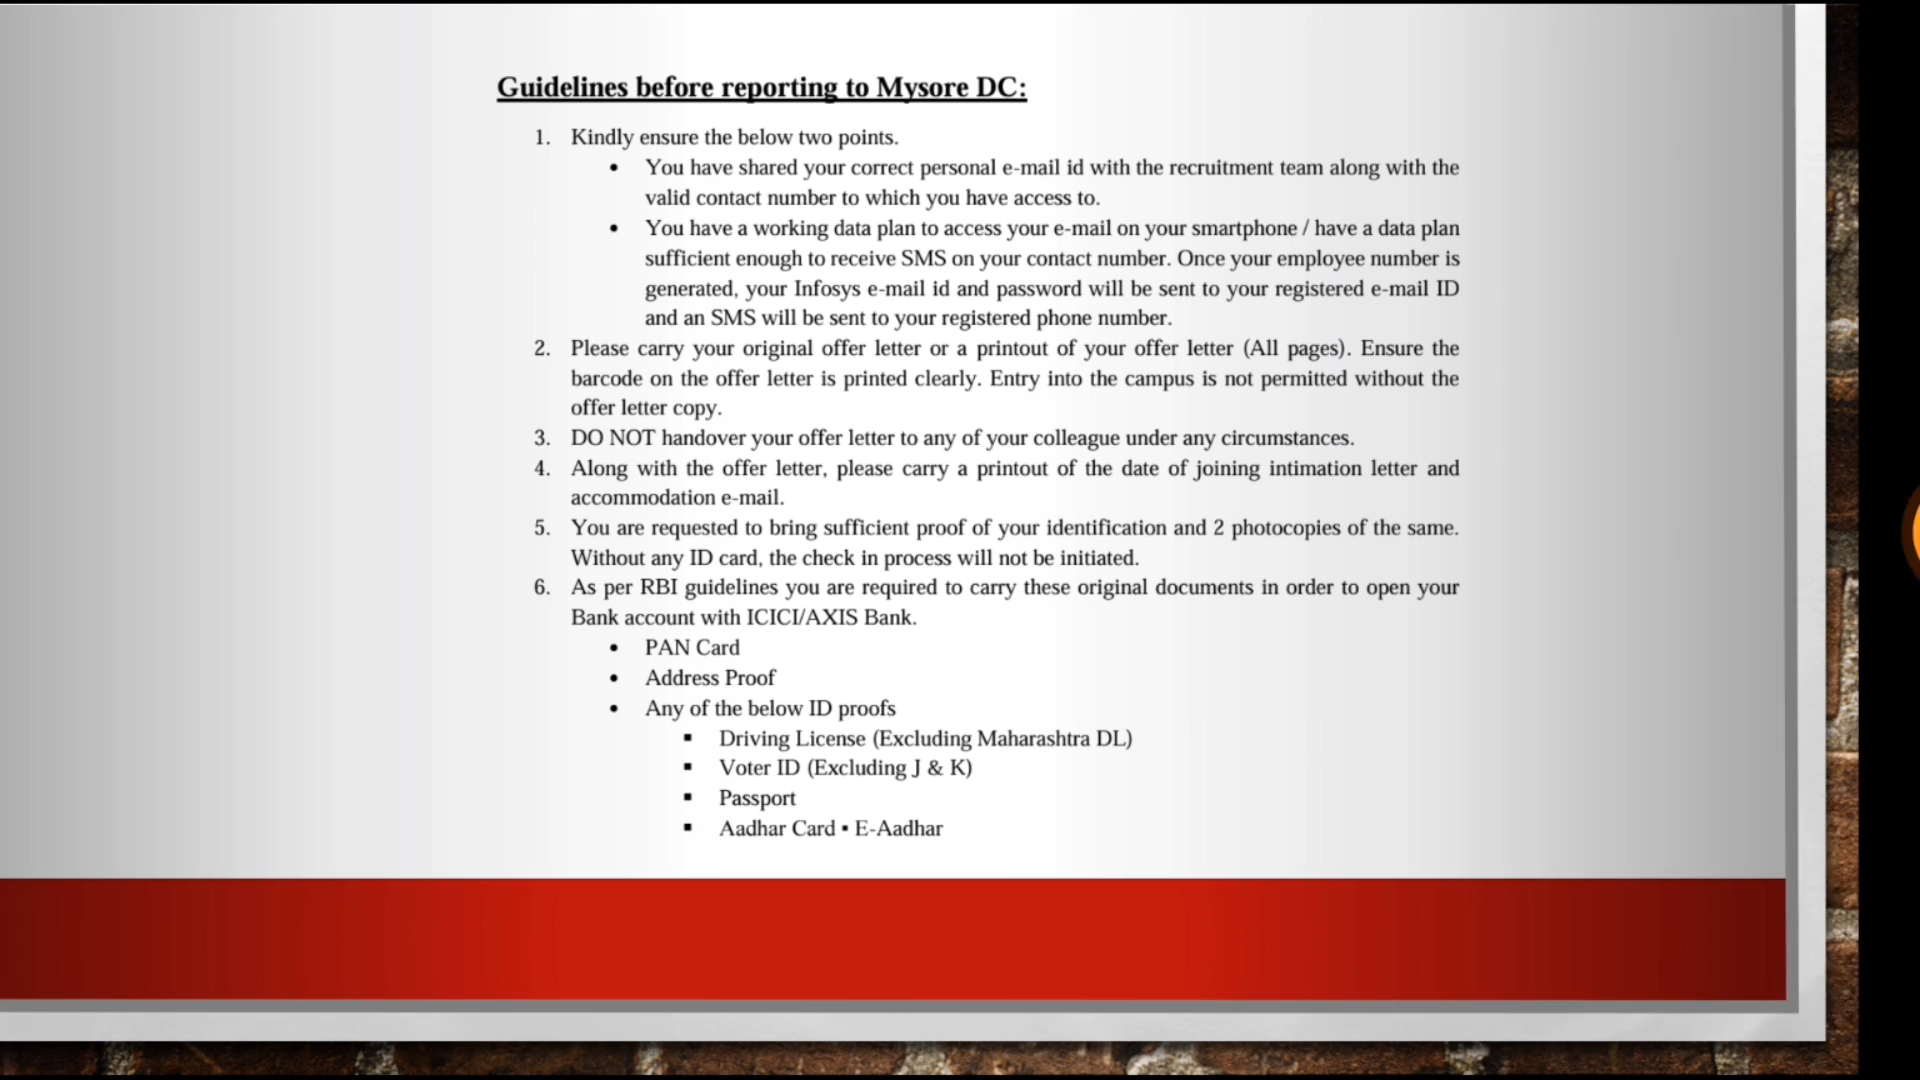 Guidelines before reporting to Mysore DC:
1. Kindly ensure the below two points.
• You have shared your correct personal e-mail id with the recruitment team along with the
valid contact number to which you have access to.
• You have a working data plan to access your e-mail on your smartphone / have a data plan
sufficient enough to receive SMS on your contact number. Once your employee number is
generated, your Infosys e-mail id and password will be sent to your registered e-mail ID
and an SMS will be sent to your registered phone number.
2. Please carry your original offer letter or a printout of your offer letter (All pages). Ensure the
barcode on the offer letter is printed clearly. Entry into the campus is not permitted without the
offer letter copy.
3. DO NOT handover your offer letter to any of your colleague under any circumstances.
4. Along with the offer letter, please carry a printout of the date of joining intimation letter and
accommodation e-mail.
5. You are requested to bring sufficient proof of your identification and 2 photocopies of the same.
Without any ID card, the check in process will not be initiated.
6. As per RBI guidelines you are required to carry these original documents in order to open your
Bank account with ICICI/AXIS Bank.
• PAN Card
• Address Proof
• Any of the below ID proofs
▪ Driving License (Excluding Maharashtra DL)
▪ Voter ID (Excluding J & K)
▪ Passport
▪ Aadhar Card ▪ E-Aadhar